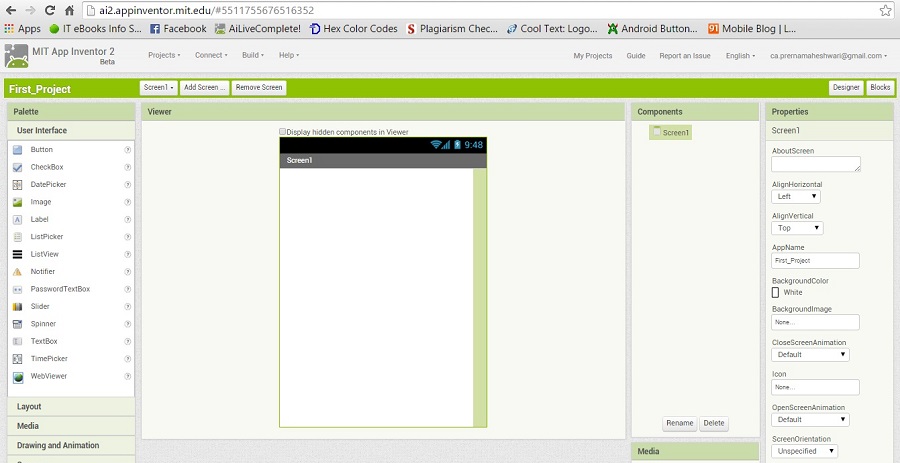 ai2.appinventor.mit.edu/#5511755676516352
Apps IT eBooks Info S... Facebook AiLiveComplete! Hex Color Codes Plagiarism Chec... Cool Text: Logo... Android Button... Mobile Blog | L...
MIT App Inventor 2
Beta
Projects Connect Build Help My Projects Guide Report an Issue English ca.prernamaheshwari@gmail.com
First_Project Screen1 Add Screen ... Remove Screen Designer Blocks
Palette
User Interface
Button
CheckBox
DatePicker
Image
Label
ListPicker
ListView
Notifier
PasswordTextBox
Slider
Spinner
TextBox
TimePicker
WebViewer
Layout
Media
Drawing and Animation
Viewer
Display hidden components in Viewer
9:48
Screen1
Components
Screen1
Rename Delete
Media
Properties
Screen1
AboutScreen
AlignHorizontal
Left
AlignVertical
Top
AppName
First_Project
BackgroundColor
White
BackgroundImage
None...
CloseScreenAnimation
Default
Icon
None...
OpenScreenAnimation
Default
ScreenOrientation
Unspecified